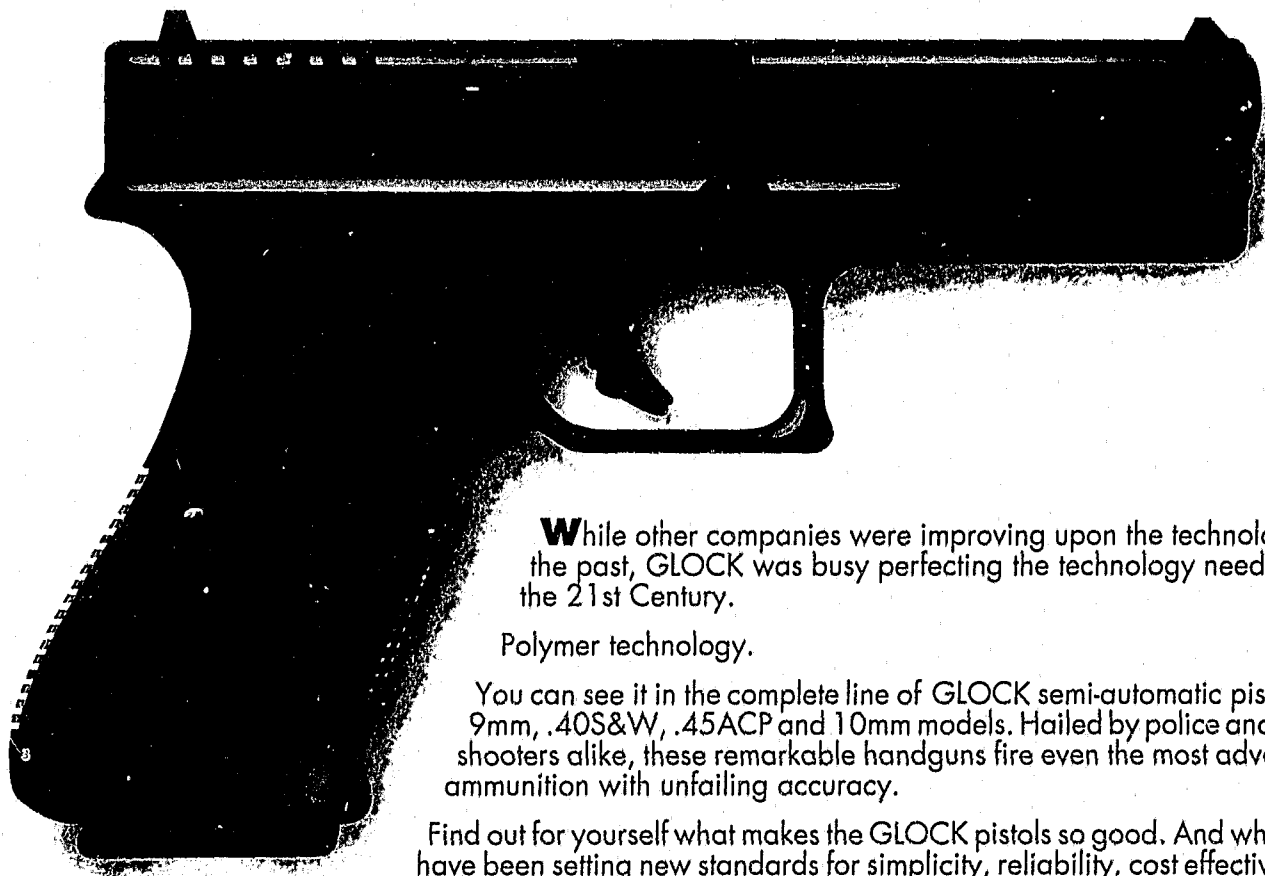 While other companies were improving upon the technolo
the past, GLOCK was busy perfecting the technology need
the 21st Century.
Polymer technology.
You can see it in the complete line of GLOCK semi-automatic pis
9mm, .40S&W, .45ACP and 10mm models. Hailed by police and
shooters alike, these remarkable handguns fire even the most adv
ammunition with unfailing accuracy.
Find out for yourself what makes the GLOCK pistols so good. And wh
have been setting new standards for simplicity, reliability, cost effectiv